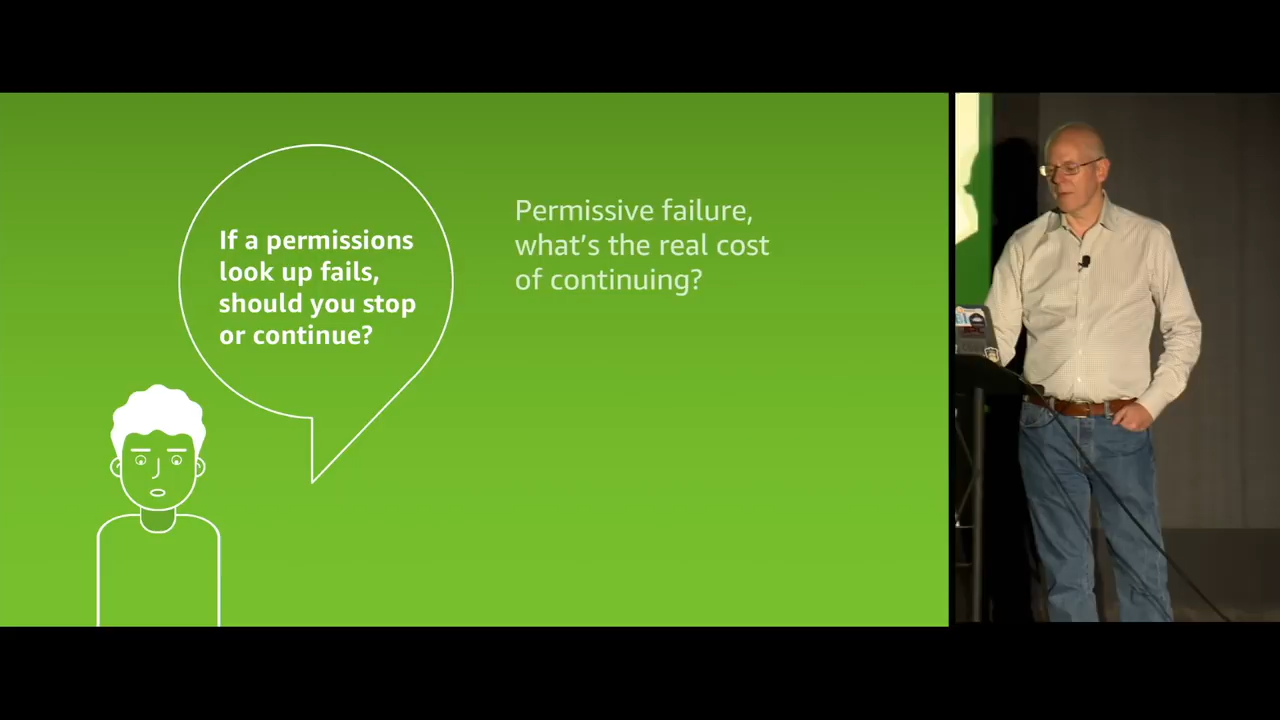 If a permissions
look up fails,
should you stop
or continue?
Permissive failure,
what's the real cost
of continuing?